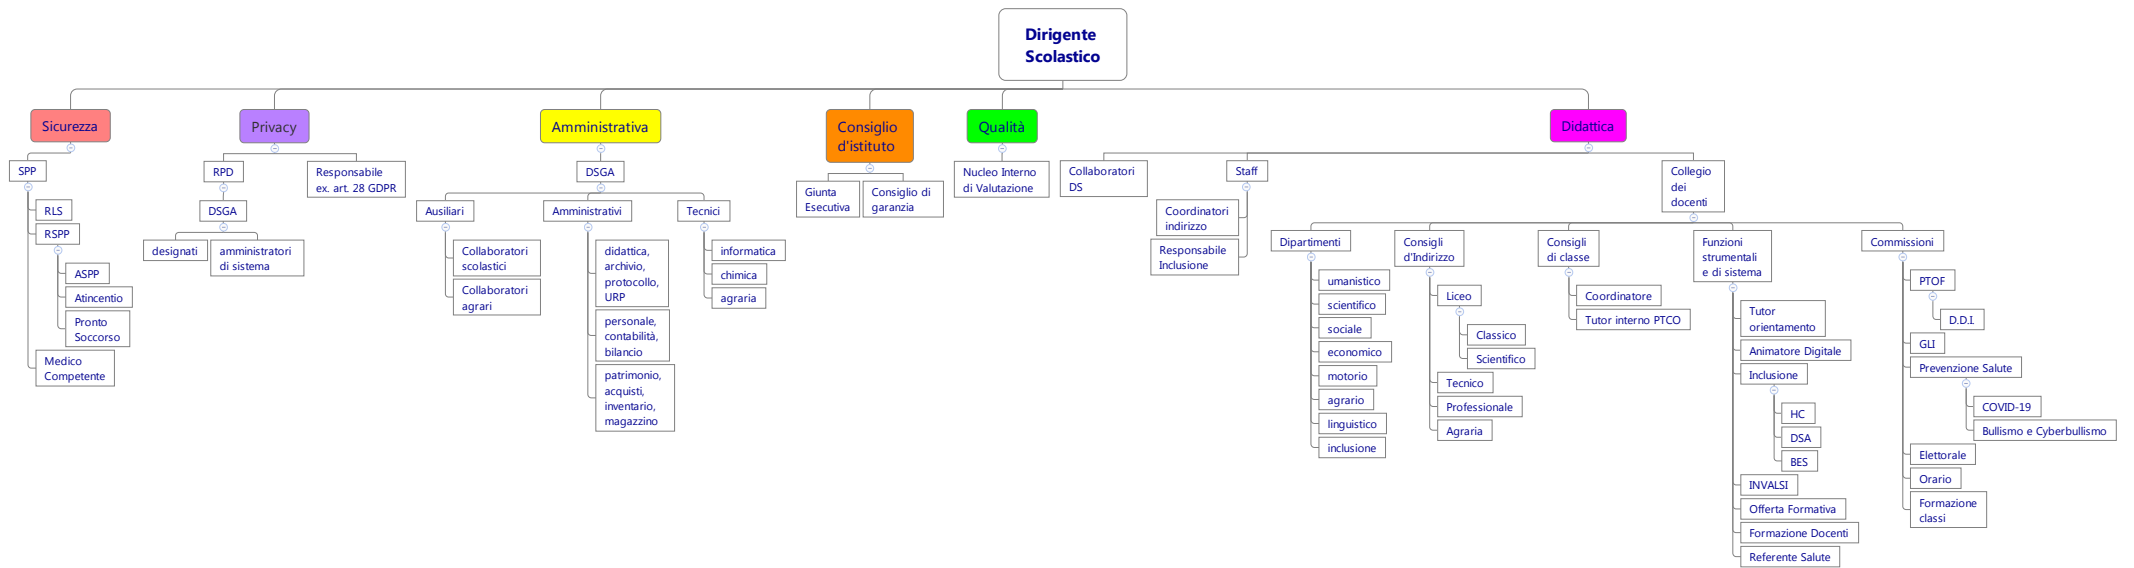 Dirigente
Scolastico
Sicurezza
SPP
RLS
RSPP
ASPP
Atincentio
Pronto
Soccorso
Medico
Competente
Privacy
RPD
DSGA
designati
amministratori
di sistema
Responsabile
ex. art. 28 GDPR
Amministrativa
DSGA
Ausiliari
Collaboratori
scolastici
Collaboratori
agrari
Amministrativi
didattica,
archivio,
protocollo,
URP
personale,
contabilità,
bilancio
patrimonio,
acquisti,
inventario,
magazzino
Tecnici
informatica
chimica
agraria
Consiglio
d'istituto
Giunta
Esecutiva
Consiglio di
garanzia
Qualità
Nucleo Interno
di Valutazione
Didattica
Collaboratori
DS
Staff
Coordinatori
indirizzo
Responsabile
Inclusione
Collegio
dei
docenti
Dipartimenti
umanistico
scientifico
sociale
economico
motorio
agrario
linguistico
inclusione
Consigli
d'Indirizzo
Liceo
Classico
Scientifico
Tecnico
Professionale
Agraria
Consigli
di classe
Coordinatore
Tutor interno PTCO
Funzioni
strumentali
e di sistema
Tutor
orientamento
Animatore Digitale
Inclusione
HC
DSA
BES
INVALSI
Offerta Formativa
Formazione Docenti
Referente Salute
Commissioni
PTOF
D.D.I.
GLI
Prevenzione Salute
COVID-19
Bullismo e Cyberbullismo
Elettorale
Orario
Formazione
classi